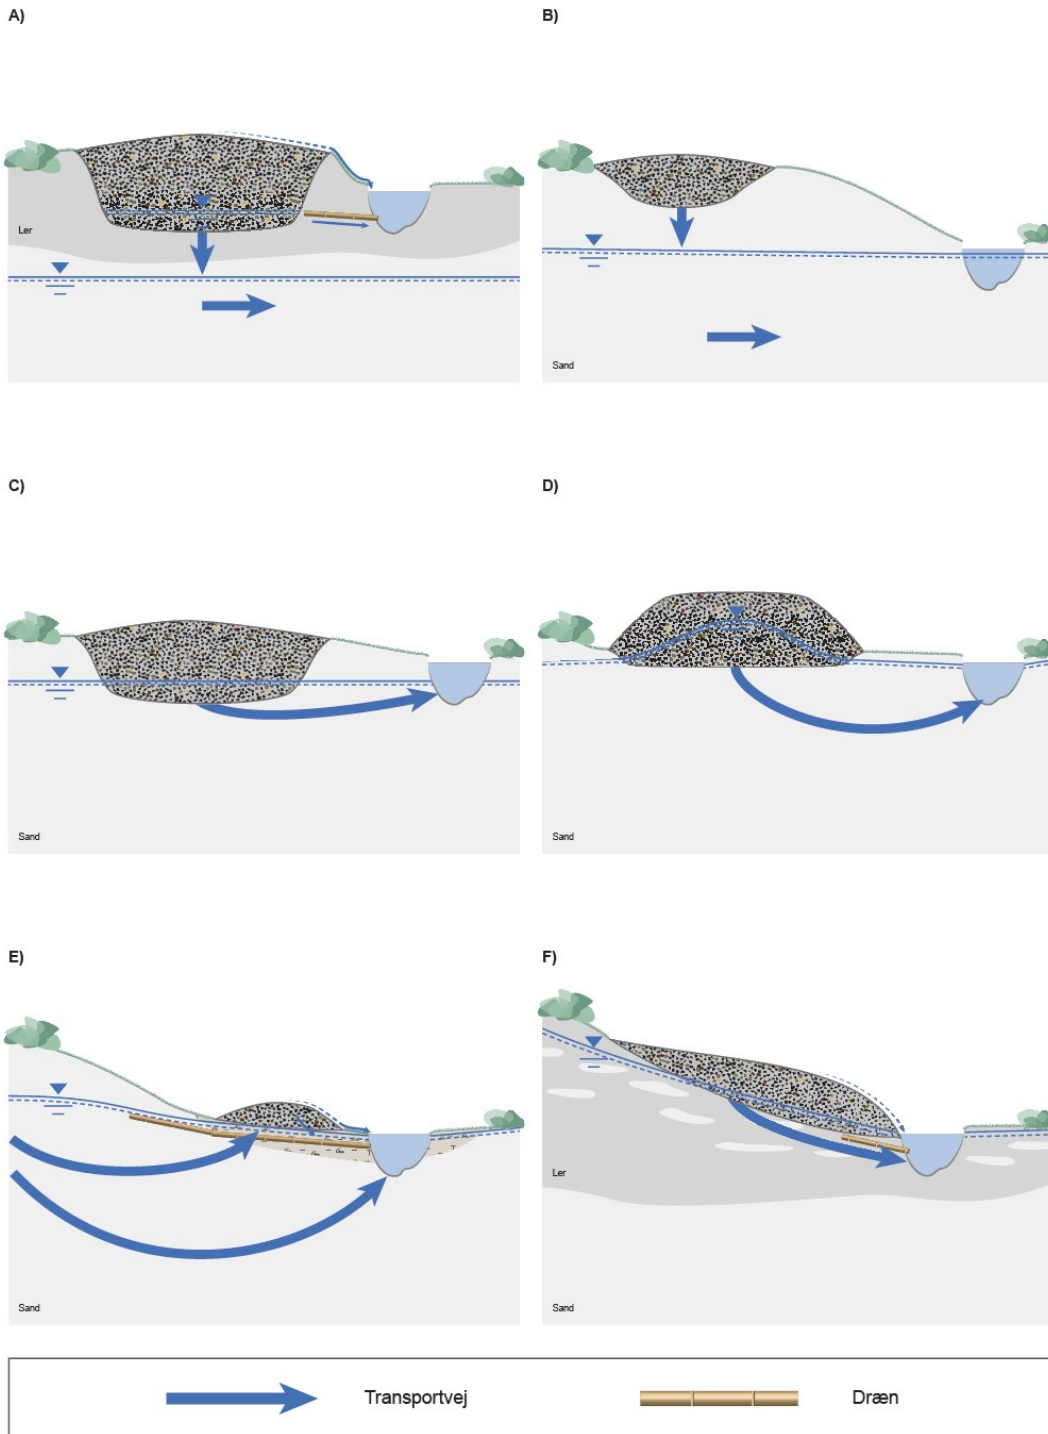 A)
B)
Ler
Sand
C)
D)
Sand
Sand
E)
F)
Ler
Sand
Sand
Transportvej
Dræn